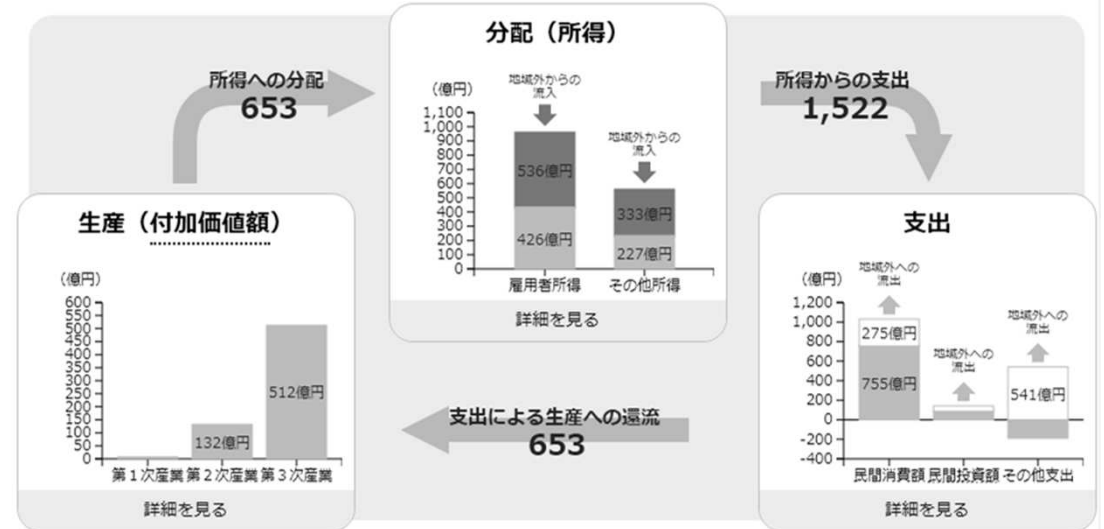 分配（所得）
所得への分配
653
（億円）
1,100
1,000
900
800
700
600
500
400
300
200
100
0
地域外からの
流入
536億円
426億円
地域外からの
流入
333億円
227億円
雇用者所得 その他所得
詳細を見る
所得からの支出
1,522
生産（付加価値額）
（億円）
600
550
500
450
400
350
300
250
200
150
100
50
0
132億円
512億円
第１次産業 第２次産業 第３次産業
詳細を見る
支出による生産への還流
653
支出
（億円）
1,200
1,000
800
600
400
200
0
-200
-400
地域外への
流出
275億円
755億円
地域外への
流出
地域外への
流出
541億円
民間消費額 民間投資額 その他支出
詳細を見る